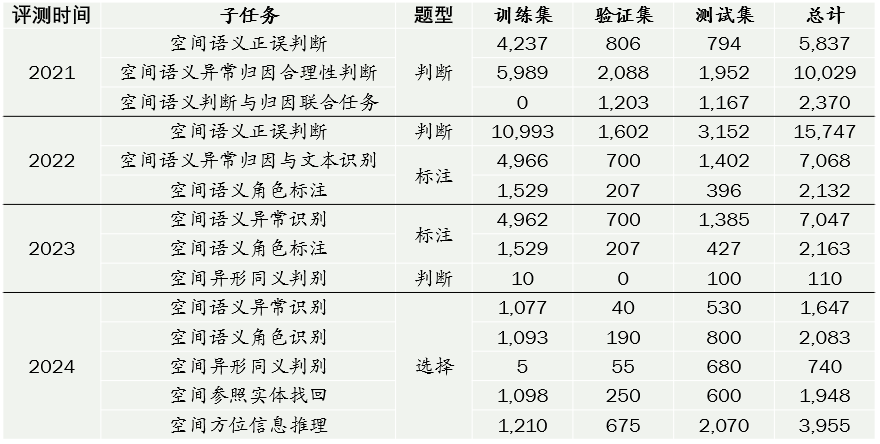 评测时间 子任务 题型 训练集 验证集 测试集 总计
2021 空间语义正误判断 判断 4,237 806 794 5,837
空间语义异常归因合理性判断 5,989 2,088 1,952 10,029
空间语义判断与归因联合任务 0 1,203 1,167 2,370
2022 空间语义正误判断 判断 10,993 1,602 3,152 15,747
空间语义异常归因与文本识别 标注 4,966 700 1,402 7,068
空间语义角色标注 1,529 207 396 2,132
2023 空间语义异常识别 标注 4,962 700 1,385 7,047
空间语义角色标注 1,529 207 427 2,163
空间异形同义判别 判断 10 0 100 110
2024 空间语义异常识别 选择 1,077 40 530 1,647
空间语义角色识别 1,093 190 800 2,083
空间异形同义判别 5 55 680 740
空间参照实体找回 1,098 250 600 1,948
空间方位信息推理 1,210 675 2,070 3,955